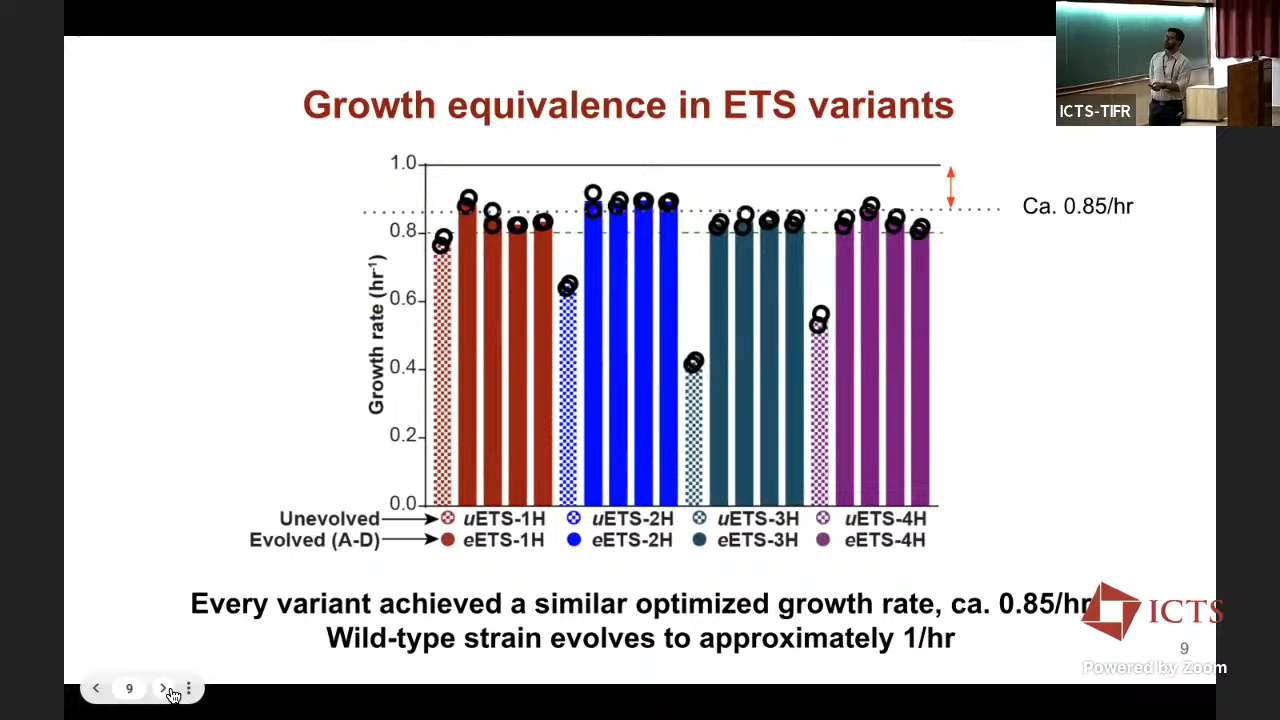 ICTS-TIFR
Growth equivalence in ETS variants
1.0
0.8
0.6
0.4
0.2
0.0
Growth rate (hr-1)
Ca. 0.85/hr
Unevolved uETS-1H uETS-2H uETS-3H uETS-4H
Evolved (A-D) eETS-1H eETS-2H eETS-3H eETS-4H
Every variant achieved a similar optimized growth rate, ca. 0.85/hr
Wild-type strain evolves to approximately 1/hr
ICTS
9
Powered by Zoom
9